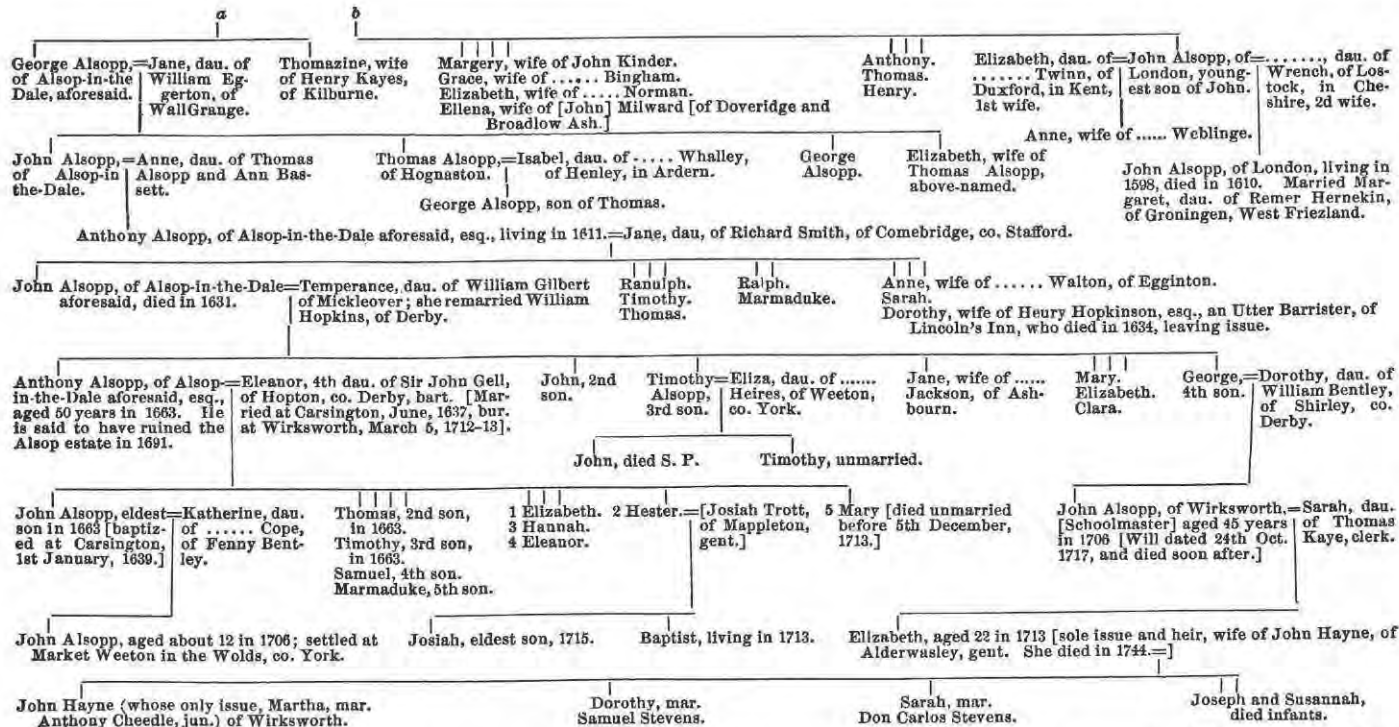 a
b
George Alsopp,=Jane, dau. of
of Alsop-in-the William Eg-
Dale, aforesaid. gerton, of
WallGrange.
Thomazine, wife
of Henry Kayes,
of Kilburne.
Margery, wife of John Kinder.
Grace, wife of ...... Bingham.
Elizabeth, wife of ..... Norman.
Ellena, wife of [John] Milward [of Doveridge and
Broadlow Ash.]
Anthony.
Thomas.
Henry.
Elizabeth, dau. of=John Alsopp, of=........, dau. of
....... Twinn, of London, young- Wrench, of Los-
Duxford, in Kent, est son of John. tock, in Che-
1st wife. shire, 2d wife.
Anne, wife of ...... Weblinge.
John Alsopp,=Anne, dau. of Thomas
of Alsop-in Alsopp and Ann Bas-
the-Dale. sett.
Thomas Alsopp,=Isabel, dau. of ..... Whalley,
of Hognaston. of Henley, in Ardern.
George
Alsopp.
Elizabeth, wife of
Thomas Alsopp,
above-named.
John Alsopp, of London, living in
1598, died in 1610. Married Mar-
garet, dau. of Remer Hernekin,
of Groningen, West Friezland.
George Alsopp, son of Thomas.
Anthony Alsopp, of Alsop-in-the-Dale aforesaid, esq., living in 1611.=Jane, dau, of Richard Smith, of Comebridge, co. Stafford.
John Alsopp, of Alsop-in-the-Dale=Temperance, dau. of William Gilbert
aforesaid, died in 1631. of Mickleover; she remarried William
Hopkins, of Derby.
Ranulph.
Timothy.
Thomas.
Ralph.
Marmaduke.
Anne, wife of ...... Walton, of Egginton.
Sarah.
Dorothy, wife of Heury Hopkinson, esq., an Utter Barrister, of
Lincoln's Inn, who died in 1634, leaving issue.
Anthony Alsopp, of Alsop-=Eleanor, 4th dau. of Sir John Gell,
in-the-Dale aforesaid, esq., of Hopton, co. Derby, bart. [Mar-
aged 50 years in 1663. He ried at Carsington, June, 1637, bur.
is said to have ruined the at Wirksworth, March 5, 1712-13].
Alsop estate in 1691.
John, 2nd
son.
Timothy=Eliza, dau. of .......
Alsopp, Heires, of Weeton,
3rd son. co. York.
Jane, wife of ......
Jackson, of Ash-
bourn.
Mary.
Elizabeth.
Clara.
George,=Dorothy, dau. of
4th son. William Bentley,
of Shirley, co.
Derby.
John, died S. P.
Timothy, unmarried.
John Alsopp, eldest=Katherine, dau.
son in 1663 [baptiz- of ...... Cope,
ed at Carsington, of Fenny Bent-
1st January, 1639.] ley.
Thomas, 2nd son,
in 1663.
Timothy, 3rd son,
in 1663.
Samuel, 4th son.
Marmaduke, 5th son.
1 Elizabeth.
3 Hannah.
4 Eleanor.
2 Hester.=[Josiah Trott,
of Mappleton,
gent.]
5 Mary [died unmarried
before 5th December,
1713.]
John Alsopp, of Wirksworth,=Sarah, dau.
[Schoolmaster] aged 45 years of Thomas
in 1706 [Will dated 24th Oct. Kaye, clerk.
1717, and died soon after.]
John Alsopp, aged about 12 in 1706; settled at
Market Weeton in the Wolds, co. York.
Josiah, eldest son, 1715.
Baptist, living in 1713.
Elizabeth, aged 22 in 1713 [sole issue and heir, wife of John Hayne, of
Alderwasley, gent. She died in 1744.=]
John Hayne (whose only issue, Martha, mar.
Anthony Cheedle, jun.) of Wirksworth.
Dorothy, mar.
Samuel Stevens.
Sarah, mar.
Don Carlos Stevens.
Joseph and Susannah,
died infants.